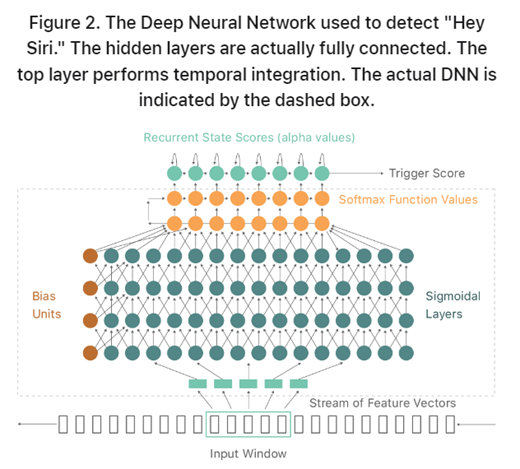 Figure 2. The Deep Neural Network used to detect "Hey
Siri." The hidden layers are actually fully connected. The
top layer performs temporal integration. The actual DNN is
indicated by the dashed box.
Recurrent State Scores (alpha values)
Trigger Score
Softmax Function Values
Bias
Units
Sigmoidal
Layers
Stream of Feature Vectors
Input Window